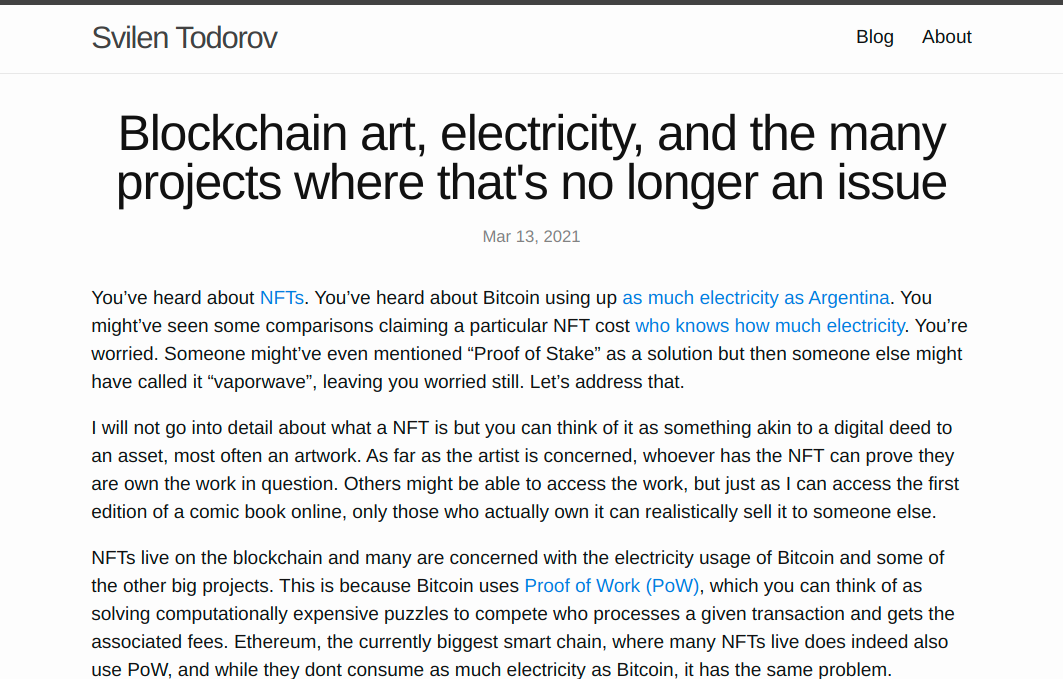 Svilen Todorov
Blog About
Blockchain art, electricity, and the many
projects where that's no longer an issue
Mar 13, 2021
You’ve heard about NFTs. You’ve heard about Bitcoin using up as much electricity as Argentina. You
might’ve seen some comparisons claiming a particular NFT cost who knows how much electricity. You’re
worried. Someone might’ve even mentioned “Proof of Stake” as a solution but then someone else might
have called it “vaporwave”, leaving you worried still. Let’s address that.
I will not go into detail about what a NFT is but you can think of it as something akin to a digital deed to
an asset, most often an artwork. As far as the artist is concerned, whoever has the NFT can prove they
are own the work in question. Others might be able to access the work, but just as I can access the first
edition of a comic book online, only those who actually own it can realistically sell it to someone else.
NFTs live on the blockchain and many are concerned with the electricity usage of Bitcoin and some of
the other big projects. This is because Bitcoin uses Proof of Work (PoW), which you can think of as
solving computationally expensive puzzles to compete who processes a given transaction and gets the
associated fees. Ethereum, the currently biggest smart chain, where many NFTs live does indeed also
use PoW, and while they dont consume as much electricity as Bitcoin, it has the same problem.